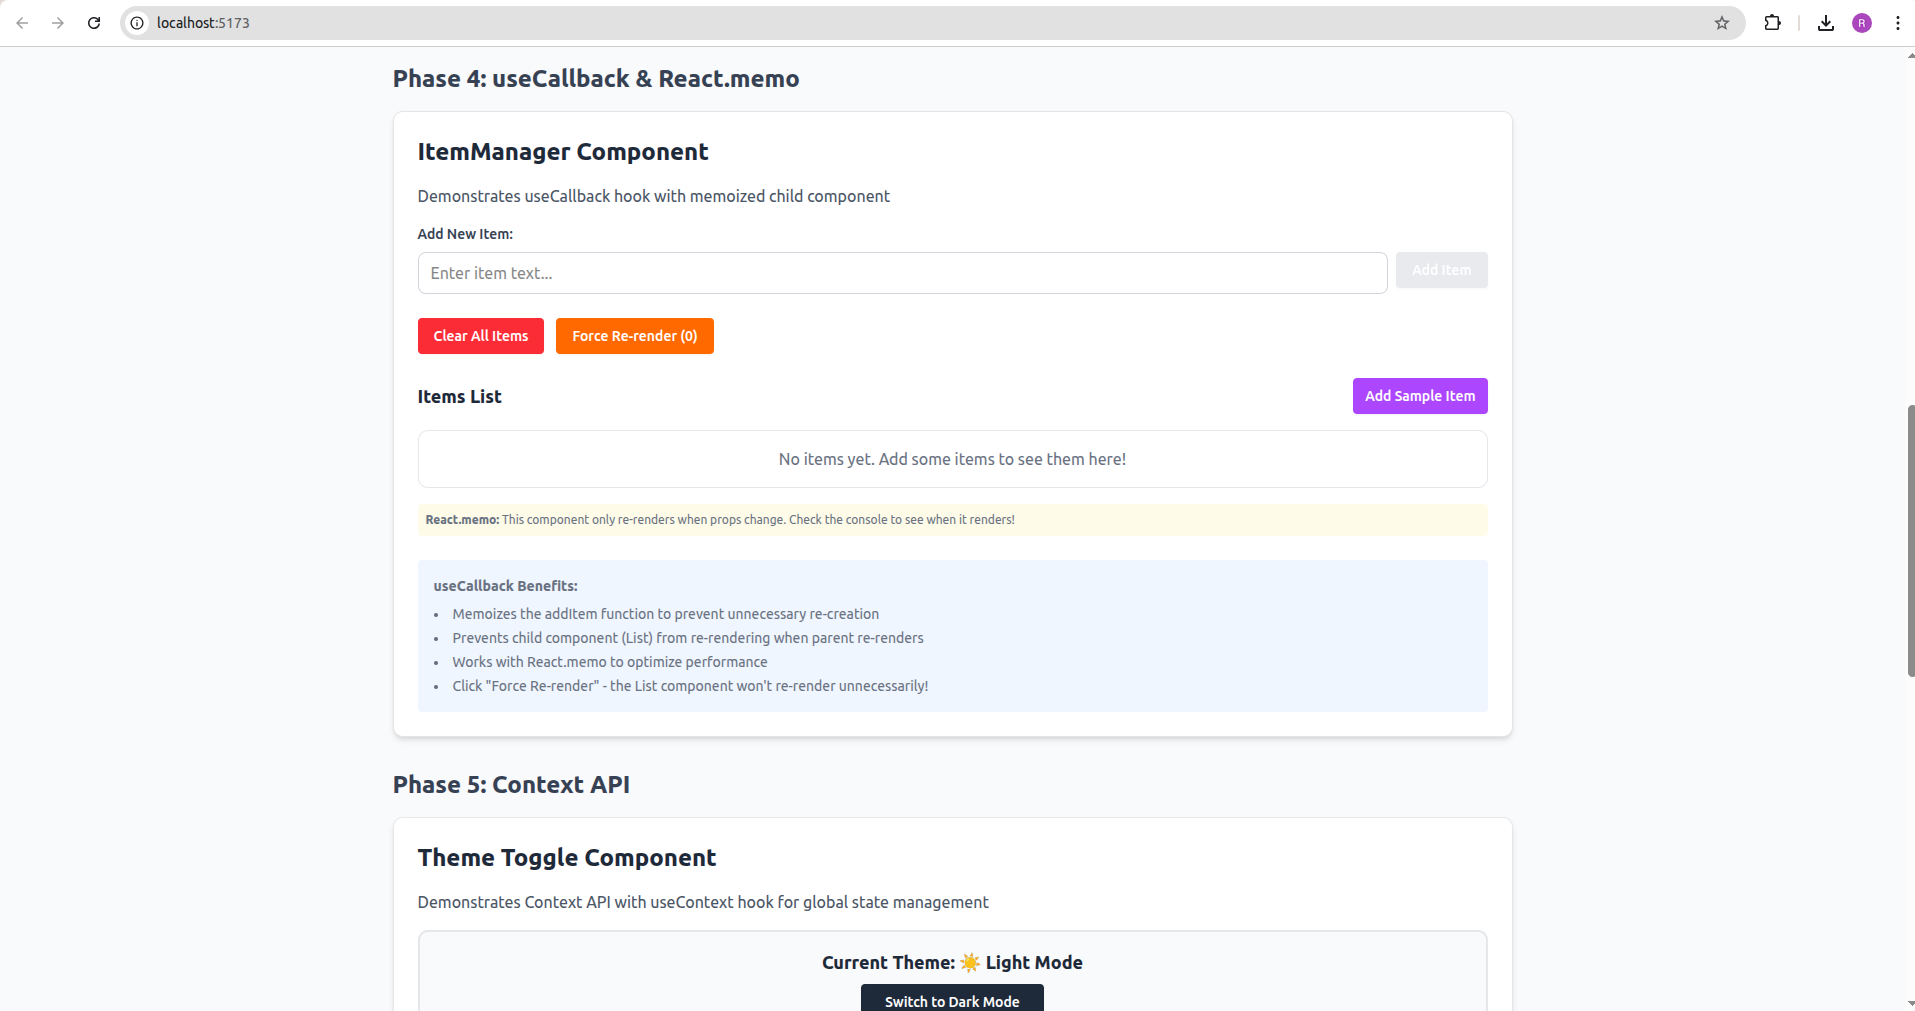 localhost:5173
R
Phase 4: useCallback & React.memo
ItemManager Component
Demonstrates useCallback hook with memoized child component
Add New Item:
Enter item text...
Add Item
Clear All Items
Force Re-render (0)
Items List
Add Sample Item
No items yet. Add some items to see them here!
React.memo: This component only re-renders when props change. Check the console to see when it renders!
useCallback Benefits:
• Memoizes the addItem function to prevent unnecessary re-creation
• Prevents child component (List) from re-rendering when parent re-renders
• Works with React.memo to optimize performance
• Click "Force Re-render" - the List component won't re-render unnecessarily!
Phase 5: Context API
Theme Toggle Component
Demonstrates Context API with useContext hook for global state management
Current Theme: ☀️ Light Mode
Switch to Dark Mode